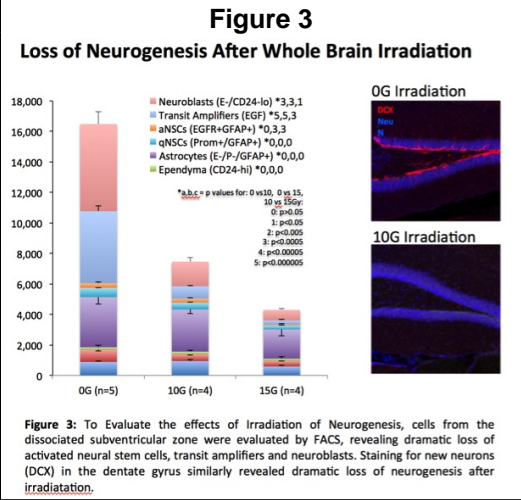 Figure 3
Loss of Neurogenesis After Whole Brain Irradiation
18,000
16,000
14,000
12,000
10,000
8,000
6,000
4,000
2,000
0
Neuroblasts (E-/CD24-lo) *3,3,1
Transit Amplifiers (EGF) *5,5,3
aNSCs (EGFR+GFAP+) *0,3,3
qNSCs (Prom+/GFAP+) *0,0,0
Astrocytes (E-/P-/GFAP+) *0,0,0
Ependyma (CD24-hi) *0,0,0
*a,b,c = p values for: 0 vs10, 0 vs 15,
10 vs 15Gy:
0: p>0.05
1: p<0.05
2: p<0.005
3: p<0.0005
4: p<0.00005
5: p<0.000005
0G (n=5)
10G (n=4)
15G (n=4)
0G Irradiation
DCX
Neu
N
10G Irradiation
Figure 3: To Evaluate the effects of Irradiation of Neurogenesis, cells from the
dissociated subventricular zone were evaluated by FACS, revealing dramatic loss of
activated neural stem cells, transit amplifiers and neuroblasts. Staining for new neurons
(DCX) in the dentate gyrus similarly revealed dramatic loss of neurogenesis after
irradiatation.